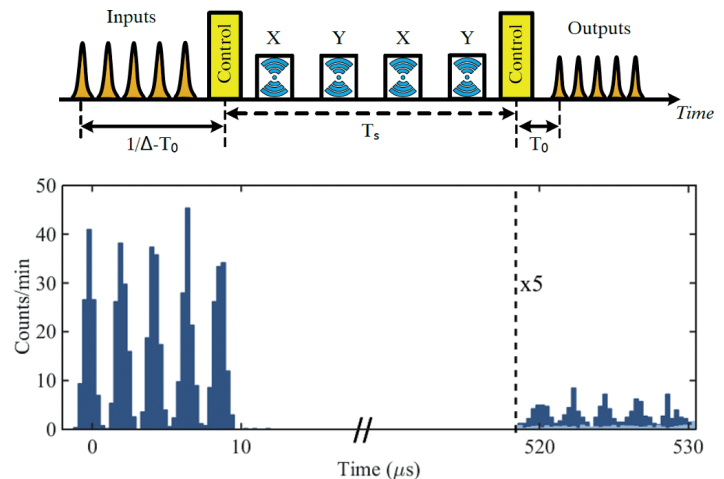 Inputs
Control
X
Y
X
Y
Control
Outputs
Time
1/Δ-T₀
Tₛ
T₀
50
40
30
20
10
0
Counts/min
x5
0
10
520
530
Time (μs)